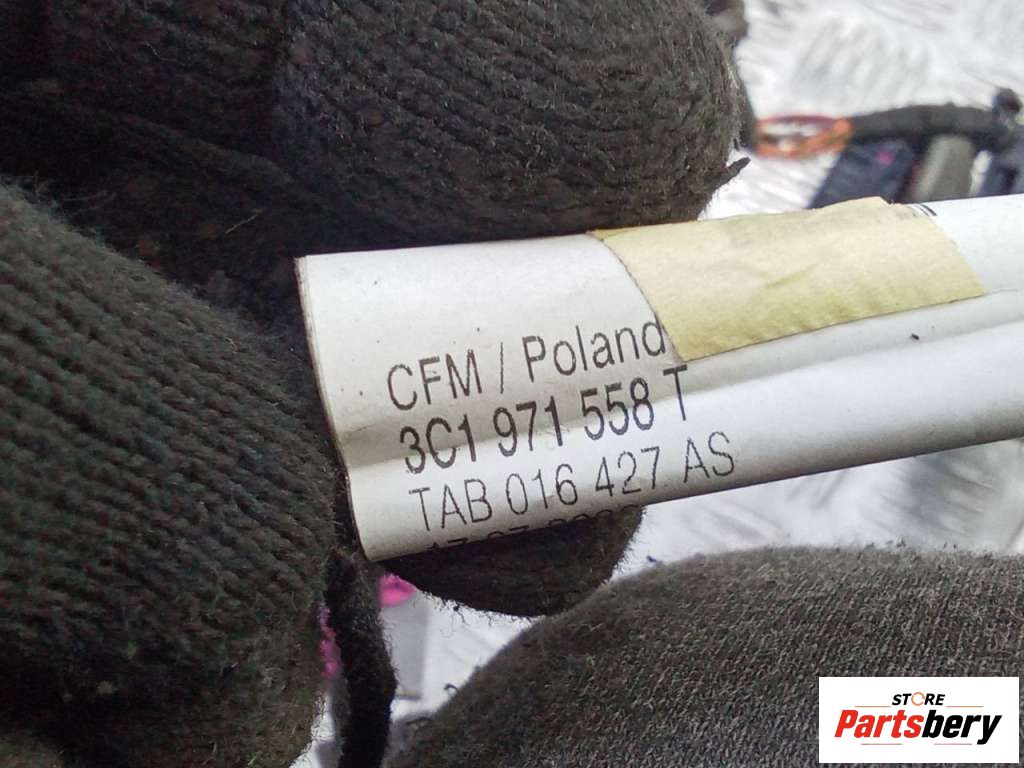 CFM / Poland
3C1 971 558 T
TAB 016 427 AS
STORE
Partsbery